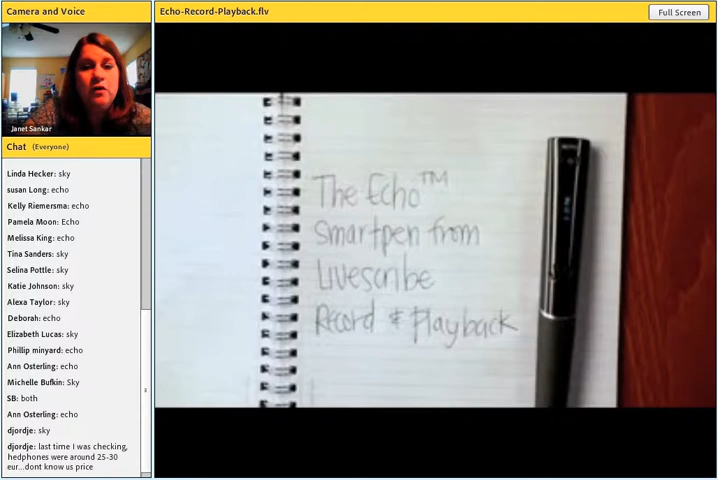 Camera and Voice
Janet Sankar
Chat (Everyone)
Linda Hecker: sky
susan Long: echo
Kelly Riemersma: echo
Pamela Moon: Echo
Melissa King: echo
Tina Sanders: sky
Selina Pottle: sky
Katie Johnson: sky
Alexa Taylor: sky
Deborah: echo
Elizabeth Lucas: sky
Phillip minyard: echo
Ann Osterling: echo
Michelle Bufkin: Sky
SB: both
Ann Osterling: echo
djordje: sky
djordje: last time I was checking,
hedphones were around 25-30
eur...dont know us price
Echo-Record-Playback.flv
Full Screen
The Echo™
Smartpen from
Livescribe
Record & Playback